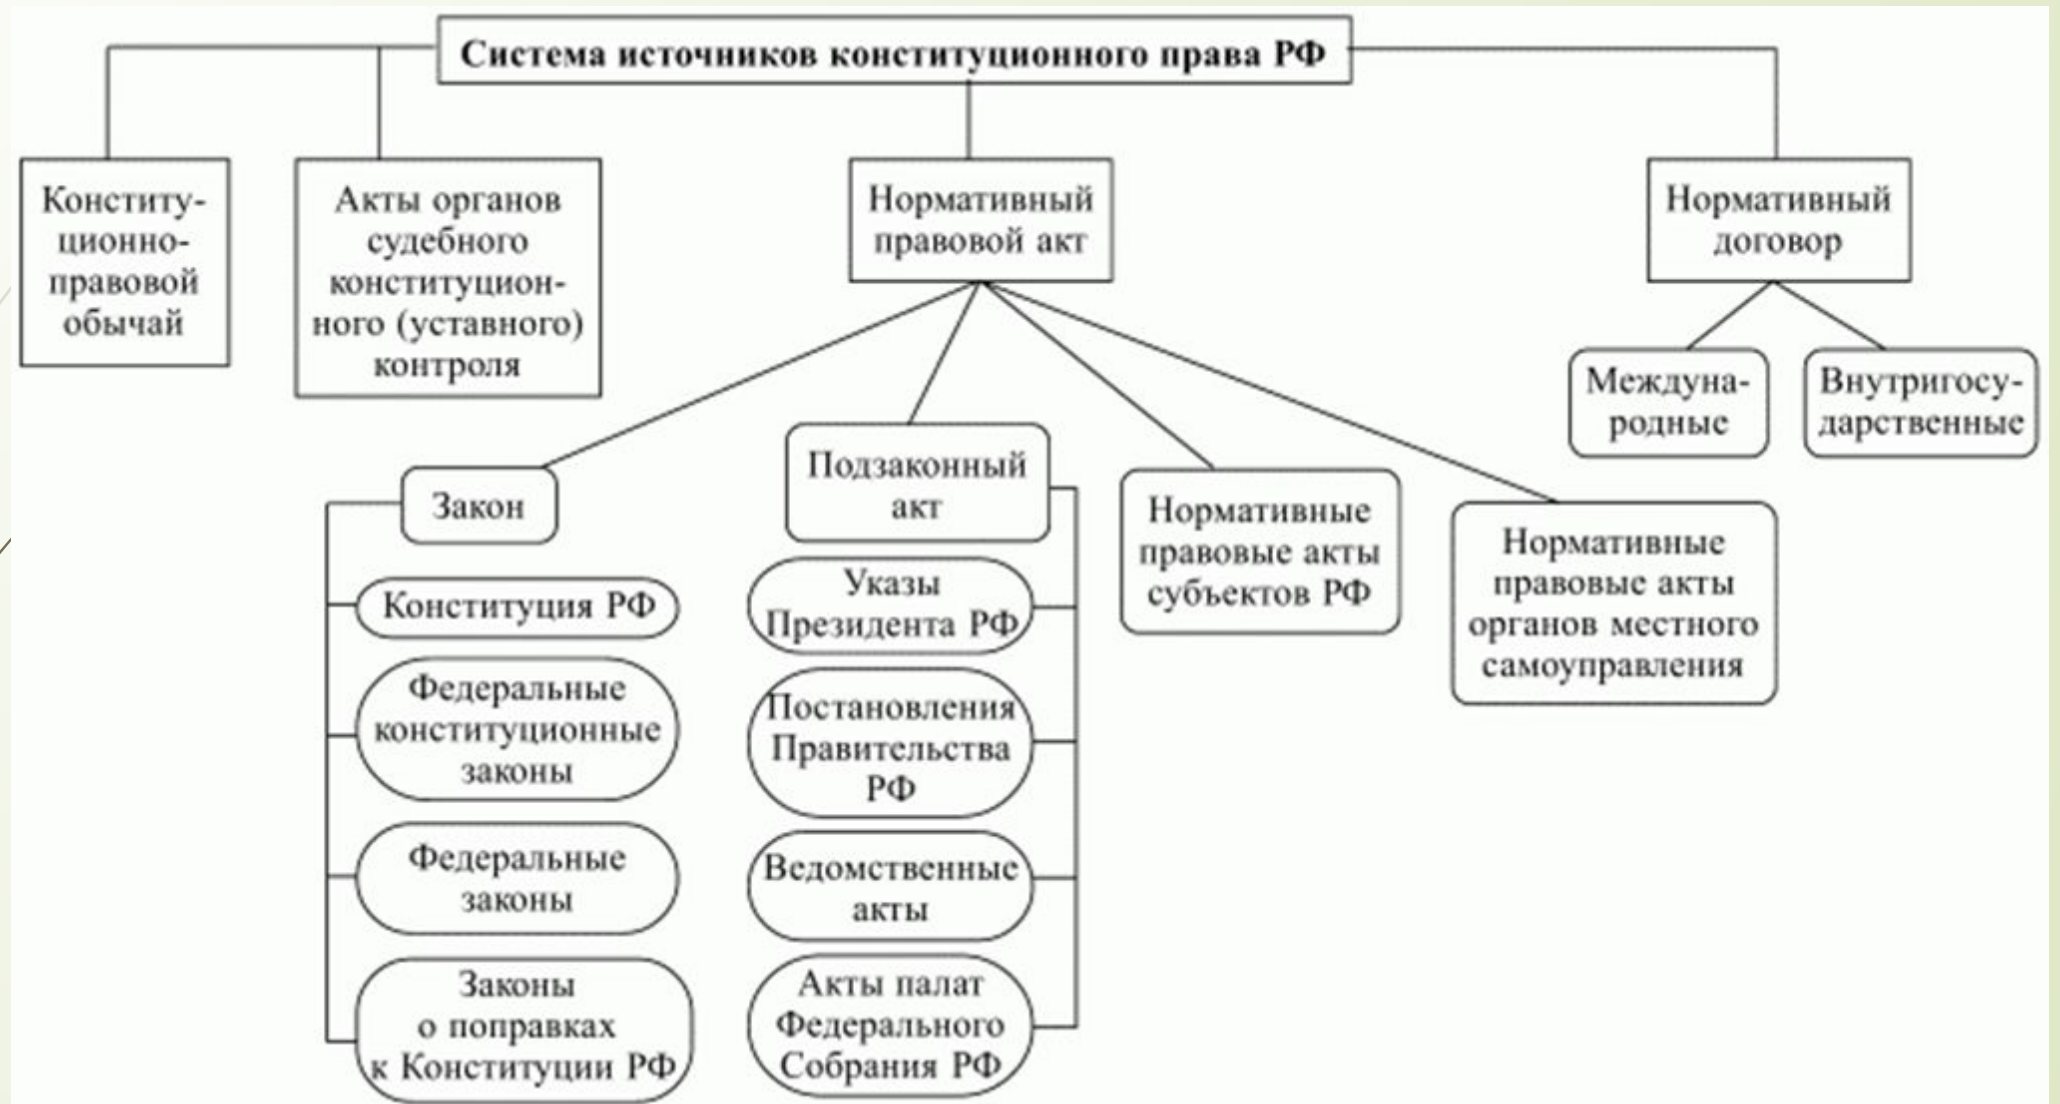 Система источников конституционного права РФ
Конститу-
ционно-
правовой
обычай
Акты органов
судебного
конституцион-
ного (уставного)
контроля
Нормативный
правовой акт
Нормативный
договор
Междуна-
родные
Внутригосу-
дарственные
Закон
Конституция РФ
Федеральные
конституционные
законы
Федеральные
законы
Законы
о поправках
к Конституции РФ
Подзаконный
акт
Указы
Президента РФ
Постановления
Правительства
РФ
Ведомственные
акты
Акты палат
Федерального
Собрания РФ
Нормативные
правовые акты
субъектов РФ
Нормативные
правовые акты
органов местного
самоуправления